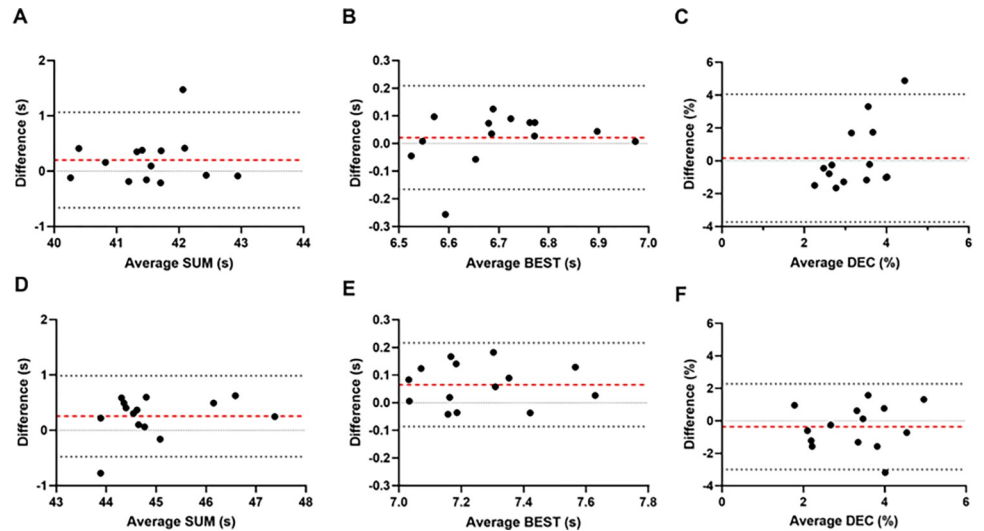 A
Difference (s)
2
1
0
-1
40 41 42 43 44
Average SUM (s)
B
Difference (s)
0.3
0.2
0.1
0.0
-0.1
-0.2
-0.3
6.5 6.6 6.7 6.8 6.9 7.0
Average BEST (s)
C
Difference (%)
6
4
2
0
-2
-4
0 2 4 6
Average DEC (%)
D
Difference (s)
2
1
0
-1
43 44 45 46 47 48
Average SUM (s)
E
Difference (s)
0.3
0.2
0.1
0.0
-0.1
-0.2
-0.3
7.0 7.2 7.4 7.6 7.8
Average BEST (s)
F
Difference (%)
6
4
2
0
-2
-4
0 2 4 6
Average DEC (%)